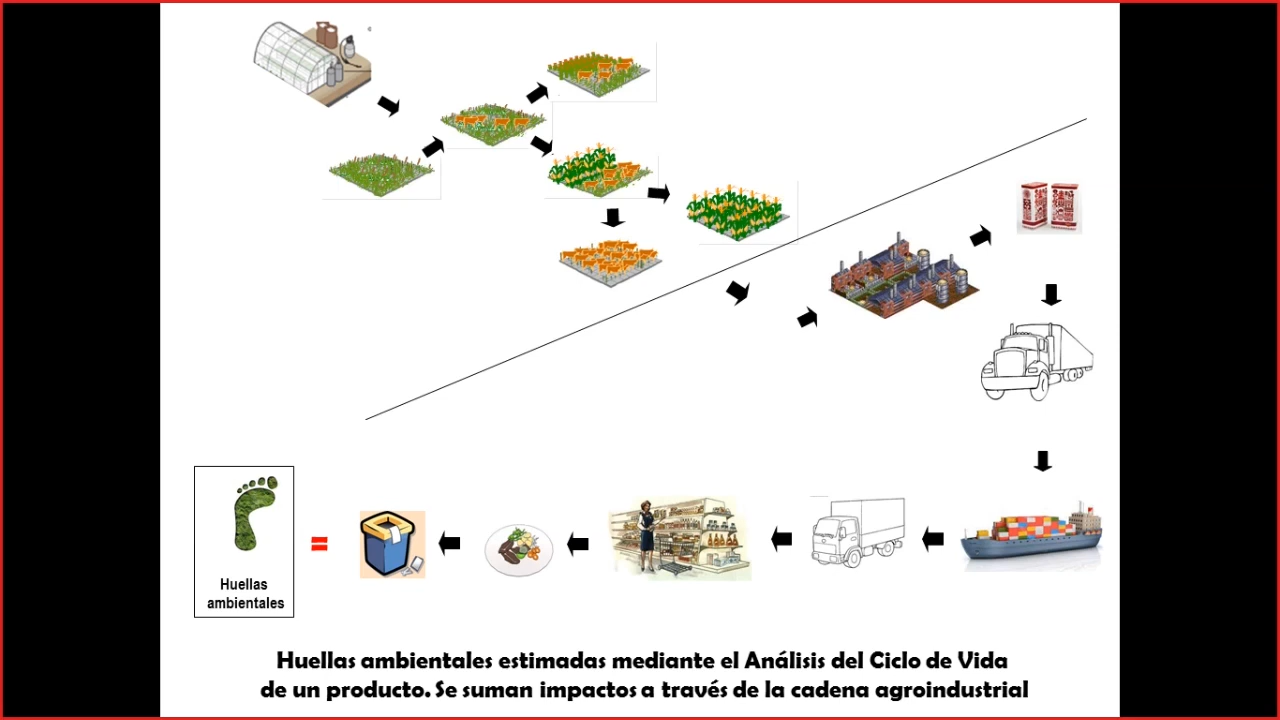 Huellas
ambientales
=
Huellas ambientales estimadas mediante el Análisis del Ciclo de Vida
de un producto. Se suman impactos a través de la cadena agroindustrial